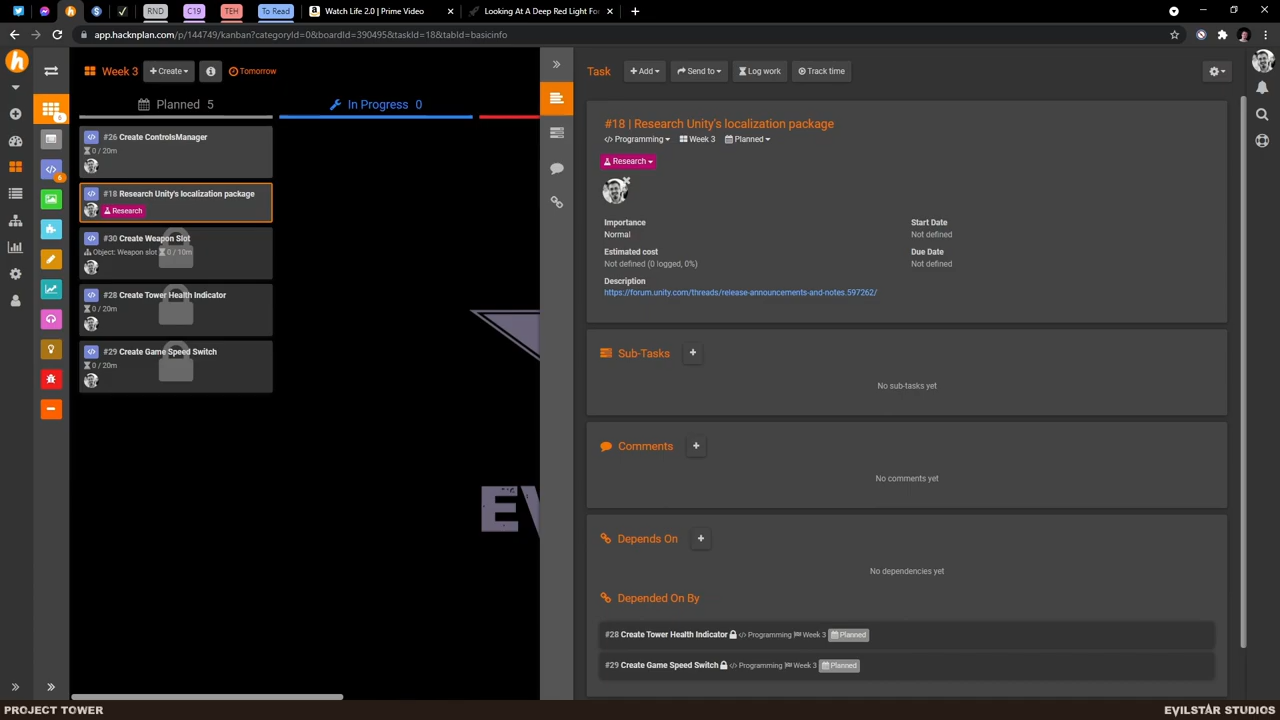 RND
C19
TEH
To Read
Watch Life 2.0 | Prime Video
Looking At A Deep Red Light For
app.hacknplan.com/p/144749/kanban?categoryId=0&boardId=390495&taskId=18&tabId=basicinfo
Week 3
Create
Tomorrow
Planned 5
In Progress 0
#26 Create ControlsManager
0 / 20m
#18 Research Unity's localization package
Research
#30 Create Weapon Slot
Object: Weapon slot 0 / 10m
#28 Create Tower Health Indicator
0 / 20m
#29 Create Game Speed Switch
0 / 20m
6
6
EV
Task
Add
Send to
Log work
Track time
#18 | Research Unity's localization package
Programming Week 3 Planned
Research
Importance
Normal
Start Date
Not defined
Estimated cost
Not defined (0 logged, 0%)
Due Date
Not defined
Description
https://forum.unity.com/threads/release-announcements-and-notes.597262/
Sub-Tasks
No sub-tasks yet
Comments
No comments yet
Depends On
No dependencies yet
Depended On By
#28 Create Tower Health Indicator Programming Week 3 Planned
#29 Create Game Speed Switch Programming Week 3 Planned
PROJECT TOWER
EVILSTAR STUDIOS